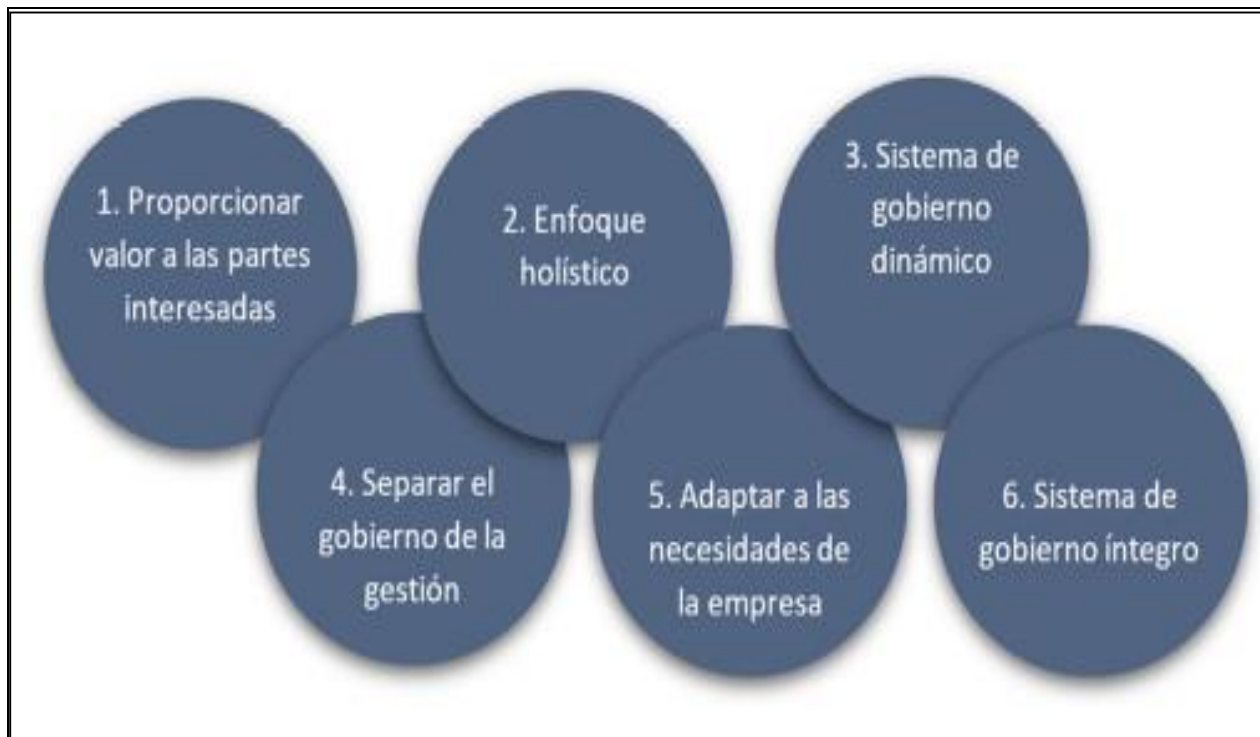 1. Proporcionar
valor a las partes
interesadas
2. Enfoque
holístico
3. Sistema de
gobierno
dinámico
4. Separar el
gobierno de la
gestión
5. Adaptar a las
necesidades de
la empresa
6. Sistema de
gobierno íntegro